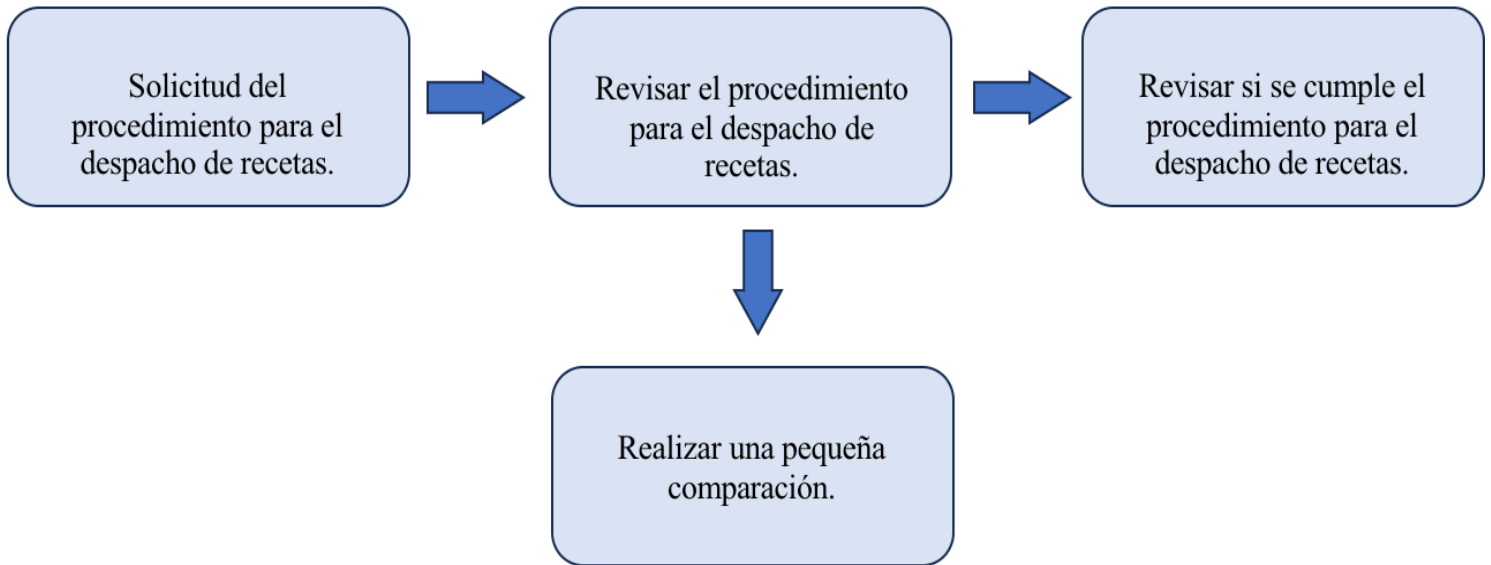 Solicitud del
procedimiento para el
despacho de recetas.
Revisar el procedimiento
para el despacho de
recetas.
Revisar si se cumple el
procedimiento para el
despacho de recetas.
Realizar una pequeña
comparación.